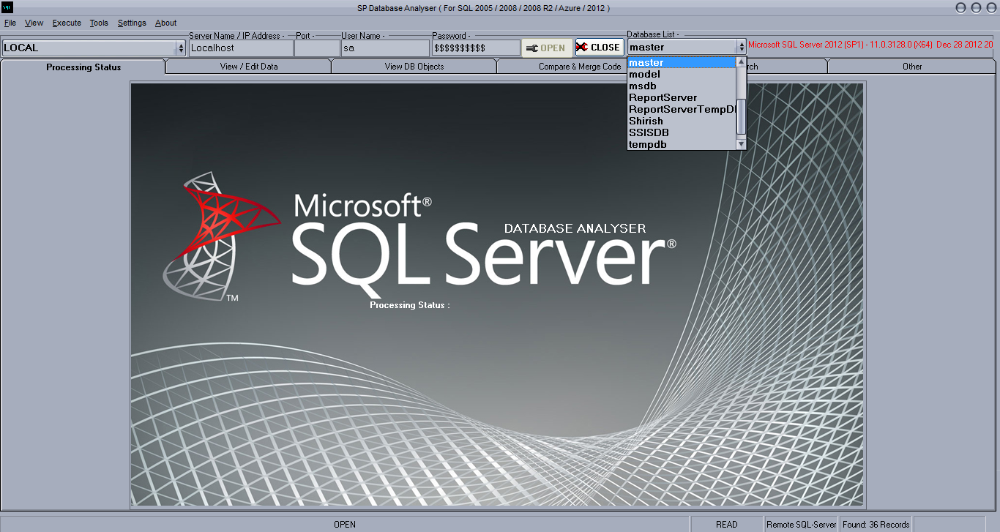 SQL
SP Database Analyser ( For SQL 2005 / 2008 / 2008 R2 / Azure / 2012 )
File View Execute Tools Settings About
Server Name / IP Address - Port - User Name - Password - Database List -
LOCAL Localhost sa $$$$$$$$$$ OPEN CLOSE master Microsoft SQL Server 2012 (SP1) - 11.0.3128.0 (X64) Dec 28 2012 20
Processing Status View / Edit Data View DB Objects Compare & Merge Code rch Other
master
model
msdb
ReportServer
ReportServerTempDB
Shirish
SSISDB
tempdb
Microsoft®
DATABASE ANALYSER
SQL Server®
TM
Processing Status :
OPEN READ Remote SQL-Server Found: 36 Records